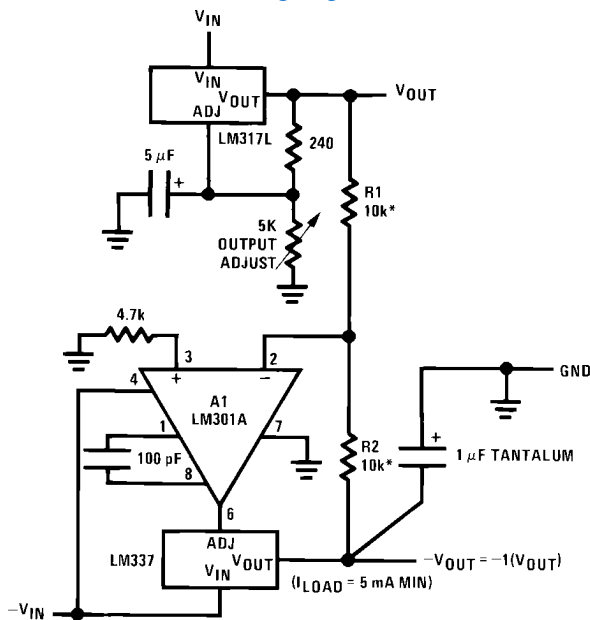 VIN
VIN
VOUT
ADJ
LM317L
VOUT
240
5 μF
+
R1
10k*
5K
OUTPUT
ADJUST
4.7k
3
2
4
+
−
A1
LM301A
1
7
100 pF
8
6
R2
10k*
GND
+
1 μF TANTALUM
ADJ
LM337
VOUT
VIN
−VOUT = −1(VOUT)
(ILOAD = 5 mA MIN)
−VIN